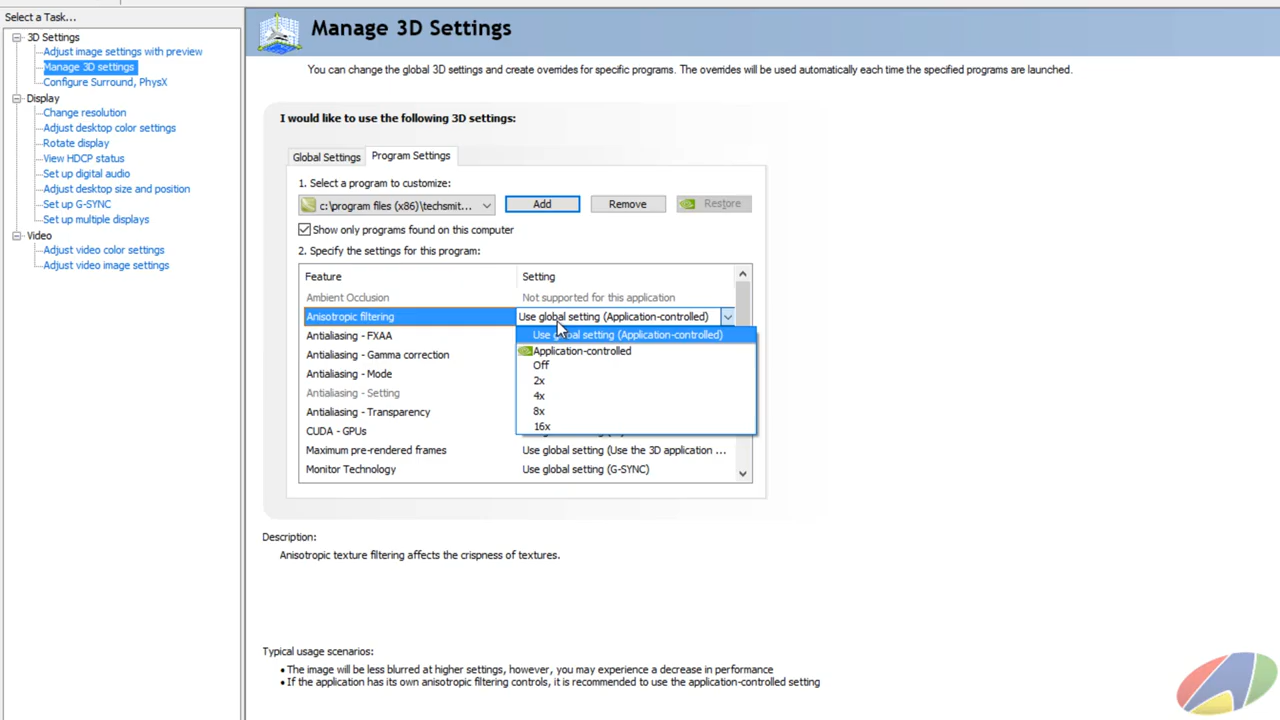 Select a Task...
3D Settings
Adjust image settings with preview
Manage 3D settings
Configure Surround, PhysX
Display
Change resolution
Adjust desktop color settings
Rotate display
View HDCP status
Set up digital audio
Adjust desktop size and position
Set up G-SYNC
Set up multiple displays
Video
Adjust video color settings
Adjust video image settings
Manage 3D Settings
You can change the global 3D settings and create overrides for specific programs. The overrides will be used automatically each time the specified programs are launched.
I would like to use the following 3D settings:
Global Settings
Program Settings
1. Select a program to customize:
c:\program files (x86)\techsmit...
Add
Remove
Restore
Show only programs found on this computer
2. Specify the settings for this program:
Feature
Setting
Ambient Occlusion
Not supported for this application
Anisotropic filtering
Use global setting (Application-controlled)
Use global setting (Application-controlled)
Application-controlled
Off
2x
4x
8x
16x
Antialiasing - FXAA
Antialiasing - Gamma correction
Antialiasing - Mode
Antialiasing - Setting
Antialiasing - Transparency
CUDA - GPUs
Maximum pre-rendered frames
Use global setting (Use the 3D application ...
Monitor Technology
Use global setting (G-SYNC)
Description:
Anisotropic texture filtering affects the crispness of textures.
Typical usage scenarios:
• The image will be less blurred at higher settings, however, you may experience a decrease in performance
• If the application has its own anisotropic filtering controls, it is recommended to use the application-controlled setting